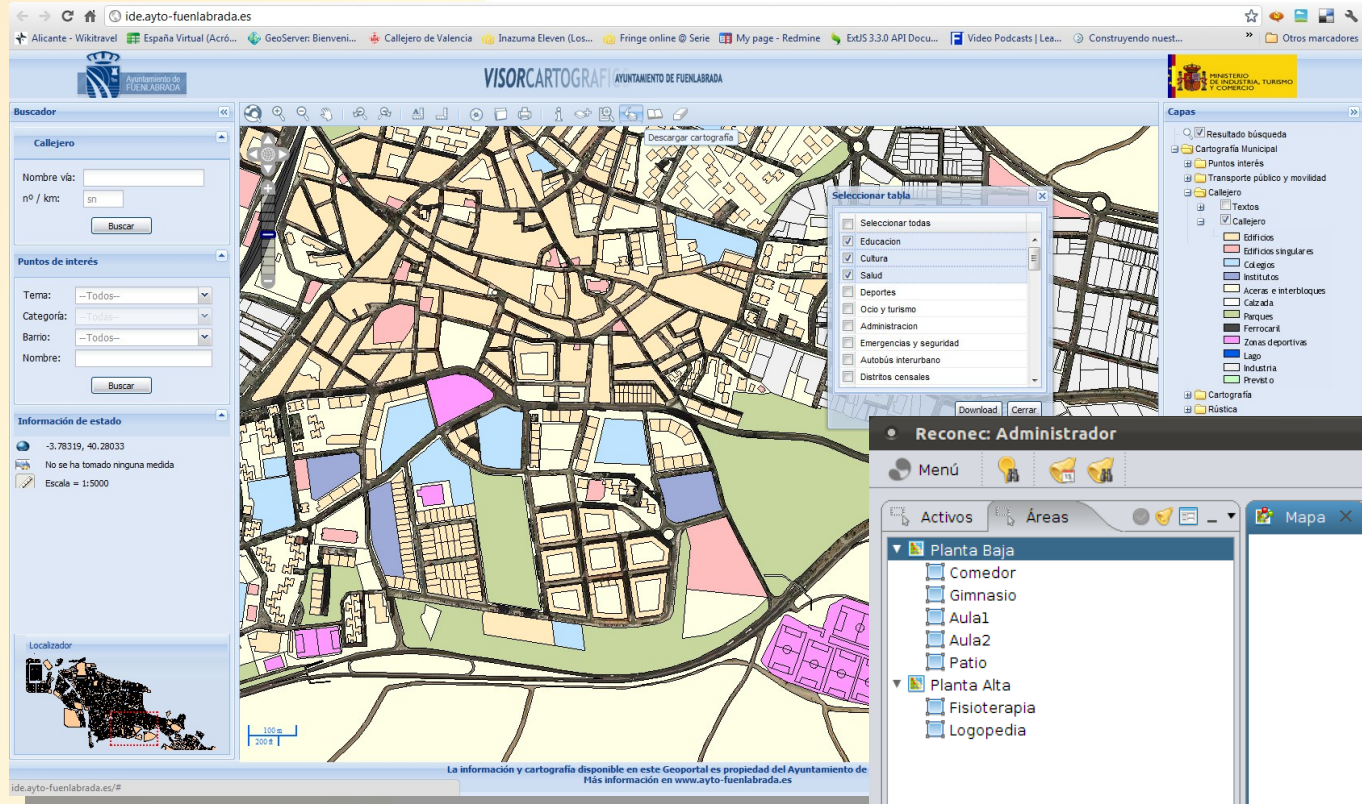 ide.ayto-fuenlabrada.es
Alicante - Wikitravel
España Virtual (Acró...
GeoServer: Bienveni...
Callejero de Valencia
Inazuma Eleven (Los...
Fringe online @ Serie
My page - Redmine
ExtJS 3.3.0 API Docu...
Video Podcasts | Lea...
Construyendo nuest...
»
Otros marcadores
Ayuntamiento de
FUENLABRADA
VISORCARTOGRAFI
AYUNTAMIENTO DE FUENLABRADA
MINISTERIO
DE INDUSTRIA, TURISMO
Y COMERCIO
Buscador
Callejero
Nombre vía:
nº / km: sn
Buscar
Puntos de interés
Tema: --Todos--
Categoría: --Todas--
Barrio: --Todos--
Nombre:
Buscar
Información de estado
-3.78319, 40.28033
No se ha tomado ninguna medida
Escala = 1:5000
Localizador
Descargar cartografía
100 m
200 ft
Seleccionar tabla
Seleccionar todas
Educacion
Cultura
Salud
Deportes
Ocio y turismo
Administracion
Emergencias y seguridad
Autobús interurbano
Distritos censales
Download
Cerrar
Capas
Resultado búsqueda
Cartografía Municipal
Puntos interés
Transporte público y movilidad
Callejero
Textos
Callejero
Edificios
Edificios singulares
Colegios
Institutos
Aceras e interbloques
Calzada
Parques
Ferrocaril
Zonas deportivas
Lago
Industria
Previsto
Cartografía
Rústica
La información y cartografía disponible en este Geoportal es propiedad del Ayuntamiento de
Más información en www.ayto-fuenlabrada.es
ide.ayto-fuenlabrada.es/#
Reconec: Administrador
Menú
Activos
Áreas
Mapa
Planta Baja
Comedor
Gimnasio
Aula1
Aula2
Patio
Planta Alta
Fisioterapia
Logopedia